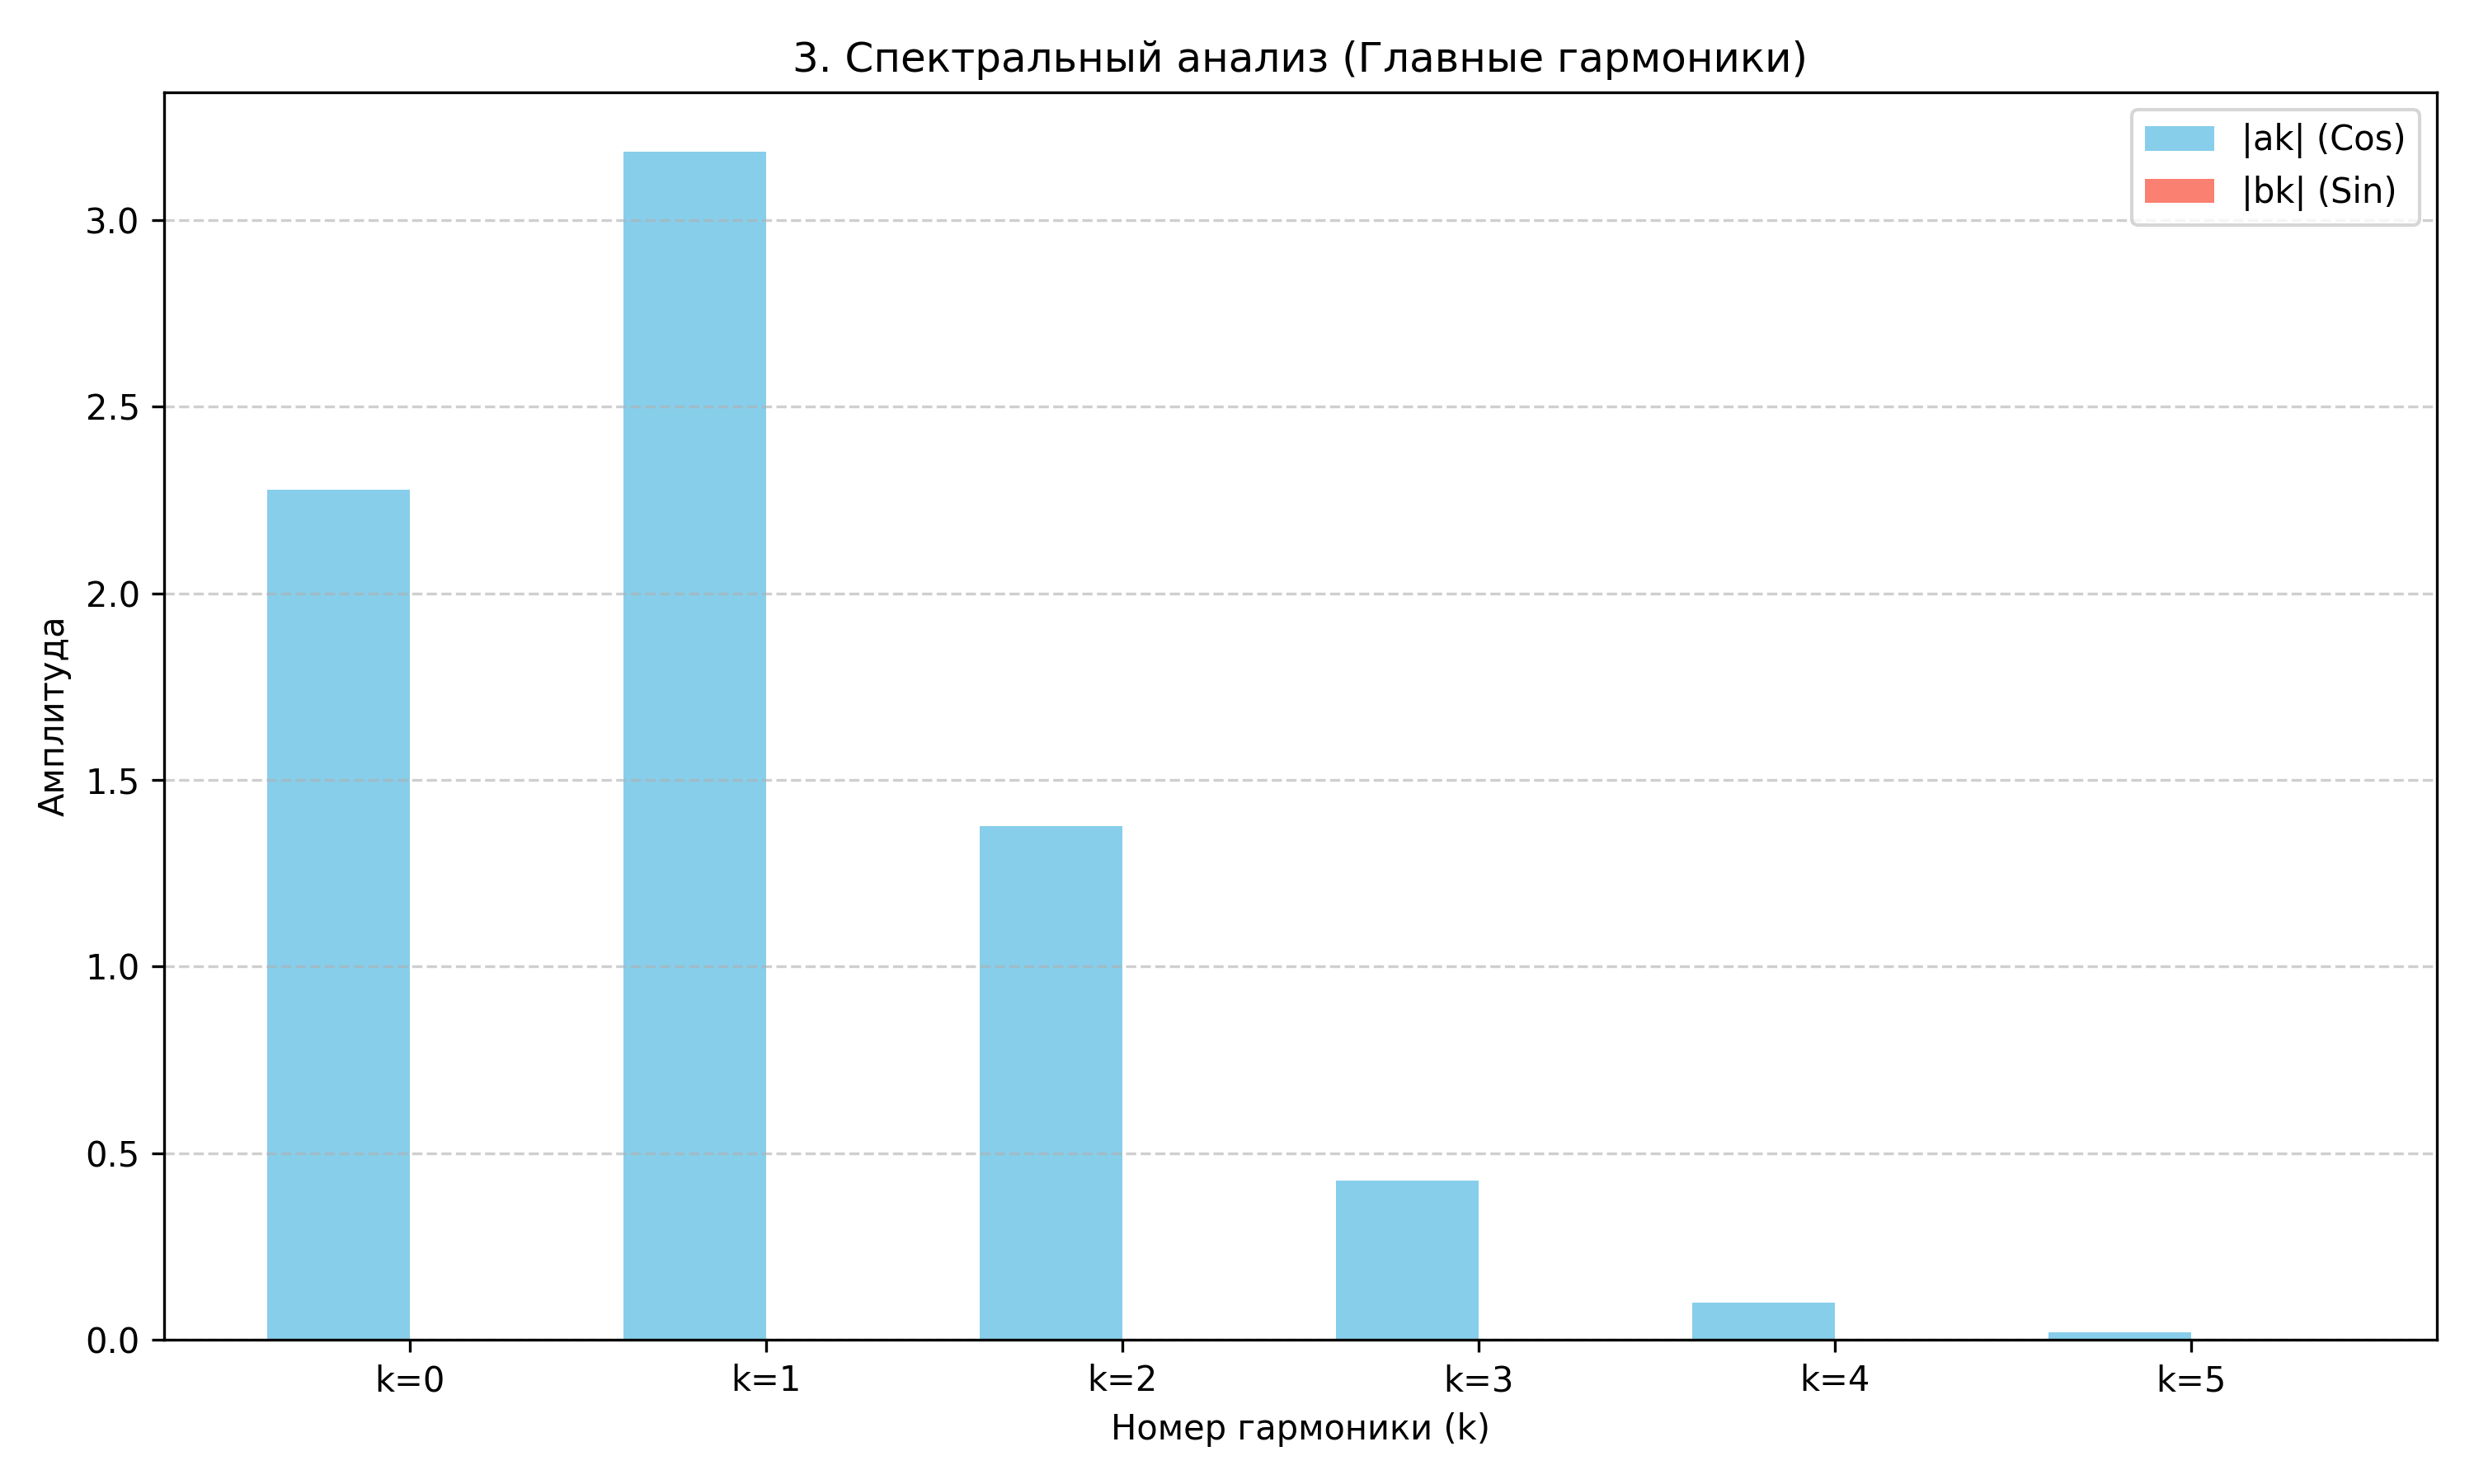 3. Спектральный анализ (Главные гармоники)
|ak| (Cos)
|bk| (Sin)
Амплитуда
3.0
2.5
2.0
1.5
1.0
0.5
0.0
k=0 k=1 k=2 k=3 k=4 k=5
Номер гармоники (k)